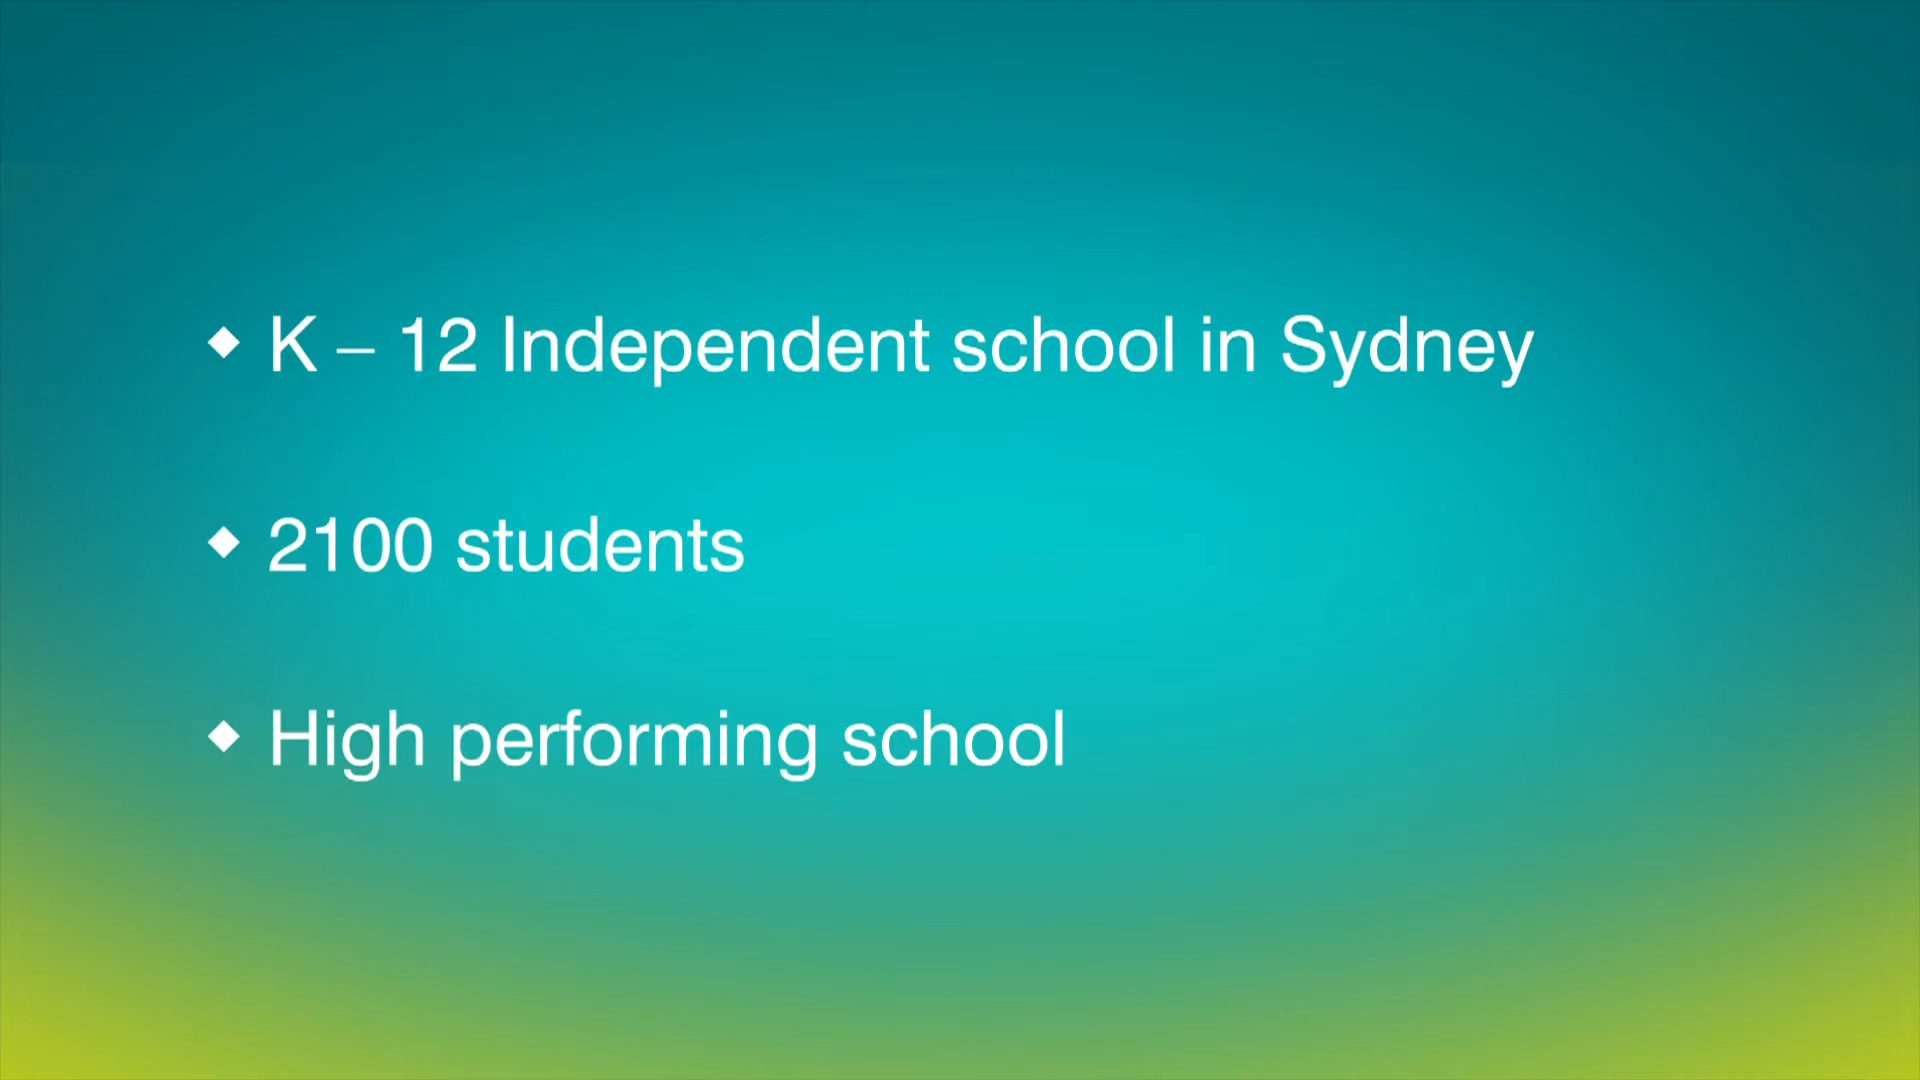 ◆ K – 12 Independent school in Sydney
◆ 2100 students
◆ High performing school